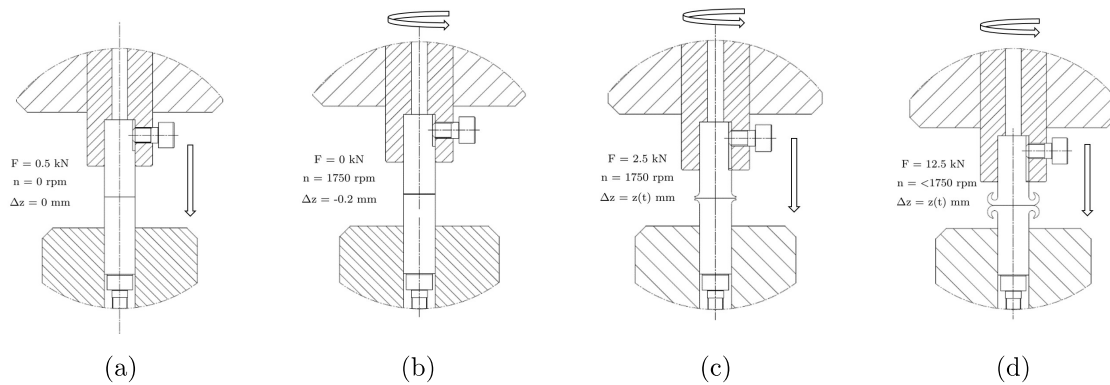 F = 0.5 kN
n = 0 rpm
Δz = 0 mm
F = 0 kN
n = 1750 rpm
Δz = -0.2 mm
F = 2.5 kN
n = 1750 rpm
Δz = z(t) mm
F = 12.5 kN
n = <1750 rpm
Δz = z(t) mm
(a)
(b)
(c)
(d)